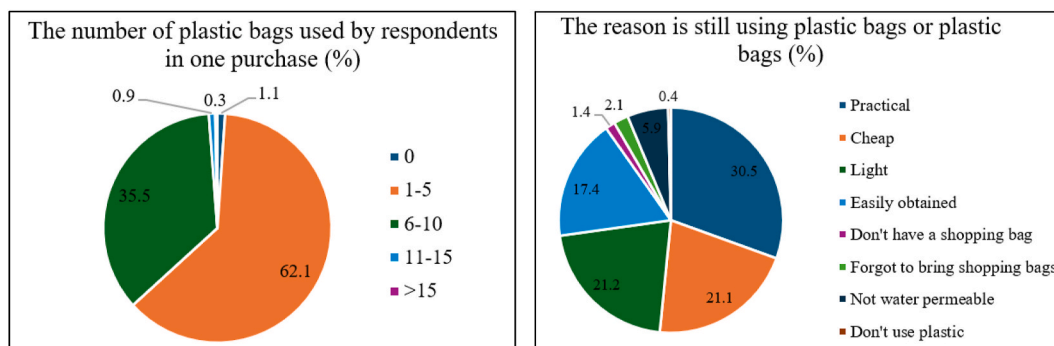 The number of plastic bags used by respondents
in one purchase (%)
0.9
0.3
1.1
35.5
62.1
0
1-5
6-10
11-15
>15
The reason is still using plastic bags or plastic
bags (%)
1.4
2.1
5.9
0.4
30.5
17.4
21.2
21.1
Practical
Cheap
Light
Easily obtained
Don't have a shopping bag
Forgot to bring shopping bags
Not water permeable
Don't use plastic